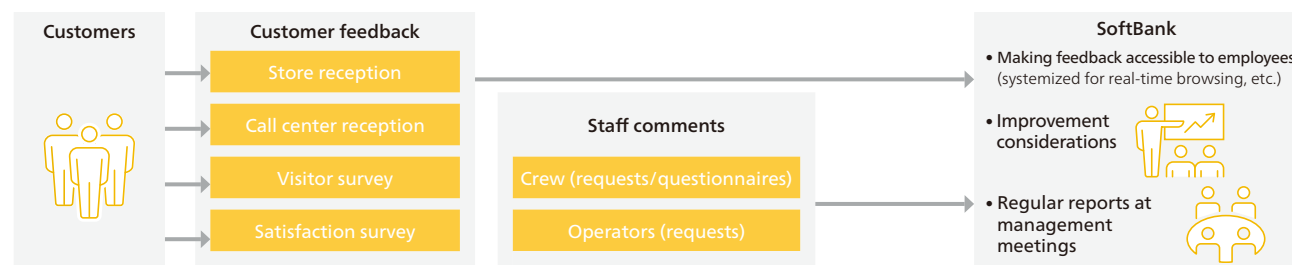 Customers
Customer feedback
Store reception
Call center reception
Visitor survey
Satisfaction survey
Staff comments
Crew (requests/questionnaires)
Operators (requests)
SoftBank
• Making feedback accessible to employees
(systemized for real-time browsing, etc.)
• Improvement
considerations
• Regular reports at
management
meetings